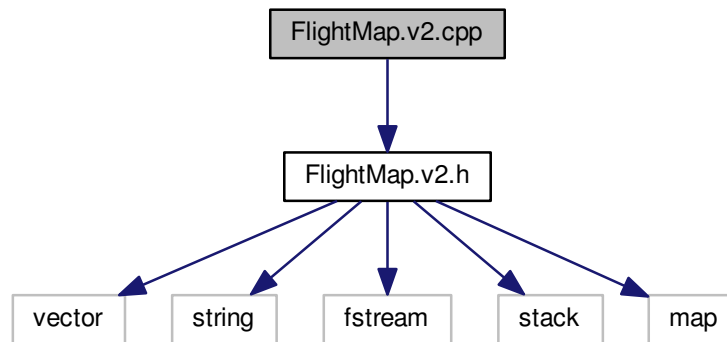 FlightMap.v2.cpp
FlightMap.v2.h
vector
string
fstream
stack
map